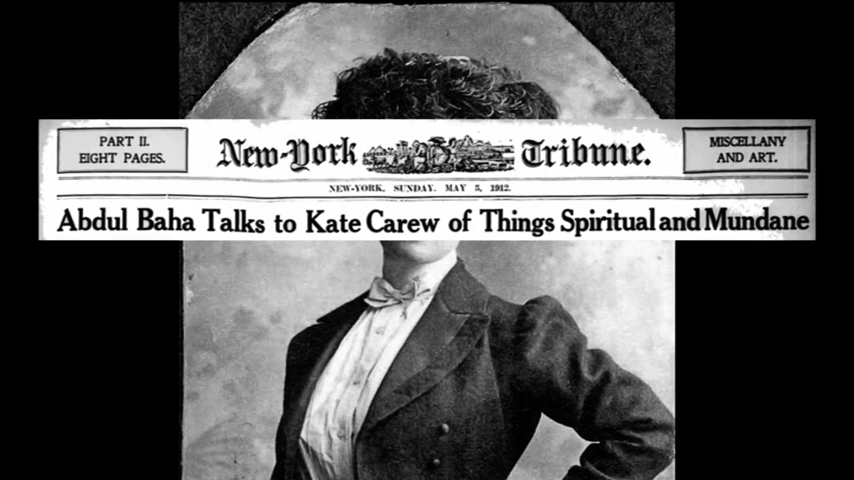 PART II.
EIGHT PAGES.
New-York Tribune.
MISCELLANY
AND ART.
NEW-YORK, SUNDAY, MAY 5, 1912.
Abdul Baha Talks to Kate Carew of Things Spiritual and Mundane